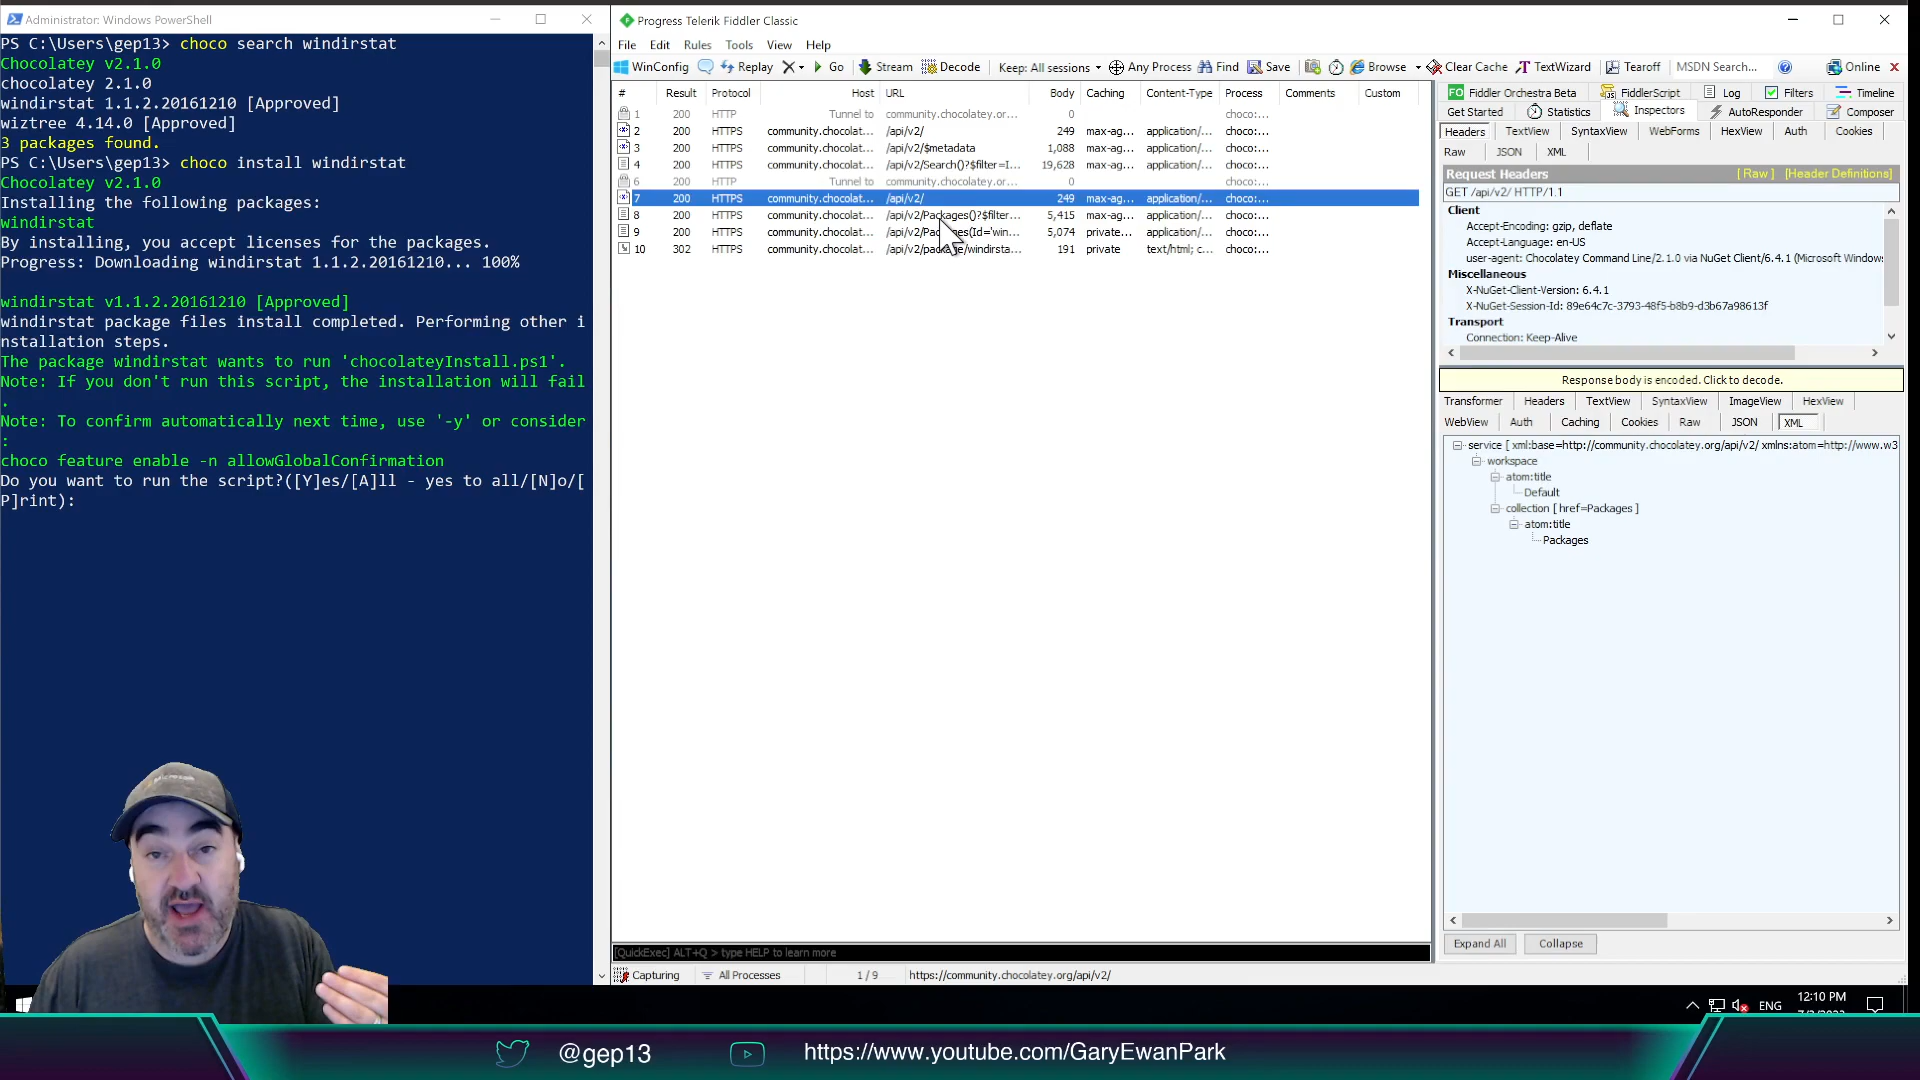 Administrator: Windows PowerShell
PS C:\Users\gep13> choco search windirstat
Chocolatey v2.1.0
chocolatey 2.1.0
windirstat 1.1.2.20161210 [Approved]
wiztree 4.14.0 [Approved]
3 packages found.
PS C:\Users\gep13> choco install windirstat
Chocolatey v2.1.0
Installing the following packages:
windirstat
By installing, you accept licenses for the packages.
Progress: Downloading windirstat 1.1.2.20161210... 100%
windirstat v1.1.2.20161210 [Approved]
windirstat package files install completed. Performing other i
nstallation steps.
The package windirstat wants to run 'chocolateyInstall.ps1'.
Note: If you don't run this script, the installation will fail
.
Note: To confirm automatically next time, use '-y' or consider
:
choco feature enable -n allowGlobalConfirmation
Do you want to run the script?([Y]es/[A]ll - yes to all/[N]o/[
P]rint):
Progress Telerik Fiddler Classic
File Edit Rules Tools View Help
WinConfig Replay Go Stream Decode Keep: All sessions Any Process Find Save Browse Clear Cache TextWizard Tearoff MSDN Search... Online
# Result Protocol Host URL Body Caching Content-Type Process Comments Custom
1 200 HTTP Tunnel to community.chocolatey.or... 0 choco:...
2 200 HTTPS community.chocolat... /api/v2/ 249 max-ag... application/... choco:...
3 200 HTTPS community.chocolat... /api/v2/$metadata 1,088 max-ag... application/... choco:...
4 200 HTTPS community.chocolat... /api/v2/Search()?$filter=I... 19,628 max-ag... application/... choco:...
6 200 HTTP Tunnel to community.chocolatey.or... 0 choco:...
7 200 HTTPS community.chocolat... /api/v2/ 249 max-ag... application/... choco:...
8 200 HTTPS community.chocolat... /api/v2/Packages()?$filter... 5,415 max-ag... application/... choco:...
9 200 HTTPS community.chocolat... /api/v2/Packages(Id='win... 5,074 private... application/... choco:...
10 302 HTTPS community.chocolat... /api/v2/package/windirsta... 191 private text/html; c... choco:...
[QuickExec] ALT+Q > type HELP to learn more
Capturing All Processes 1 / 9 https://community.chocolatey.org/api/v2/
FO Fiddler Orchestra Beta FiddlerScript Log Filters Timeline
Get Started Statistics Inspectors AutoResponder Composer
Headers TextView SyntaxView WebForms HexView Auth Cookies
Raw JSON XML
Request Headers [ Raw ] [Header Definitions]
GET /api/v2/ HTTP/1.1
Client
Accept-Encoding: gzip, deflate
Accept-Language: en-US
user-agent: Chocolatey Command Line/2.1.0 via NuGet Client/6.4.1 (Microsoft Windows
Miscellaneous
X-NuGet-Client-Version: 6.4.1
X-NuGet-Session-Id: 89e64c7c-3793-48f5-b8b9-d3b67a98613f
Transport
Connection: Keep-Alive
Response body is encoded. Click to decode.
Transformer Headers TextView SyntaxView ImageView HexView
WebView Auth Caching Cookies Raw JSON XML
service [ xml:base=http://community.chocolatey.org/api/v2/ xmlns:atom=http://www.w3
workspace
atom:title
Default
collection [ href=Packages ]
atom:title
Packages
Expand All Collapse
ENG 12:10 PM
@gep13 https://www.youtube.com/GaryEwanPark